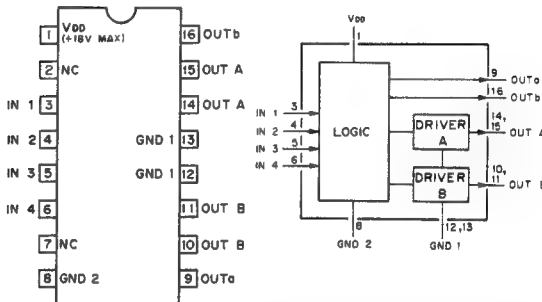 1 VDD (+18V MAX)
2 NC
IN 1 3
IN 2 4
IN 3 5
IN 4 6
7 NC
8 GND 2
16 OUTb
15 OUT A
14 OUT A
GND 1 13
GND 1 12
11 OUT B
10 OUT B
9 OUTa
VDD
1
IN 1 3
IN 2 4
IN 3 5
IN 4 6
LOGIC
DRIVER
A
DRIVER
B
9 OUTa
16 OUTb
14,
15 OUT A
10,
11 OUT B
8
GND 2
12,13
GND 1